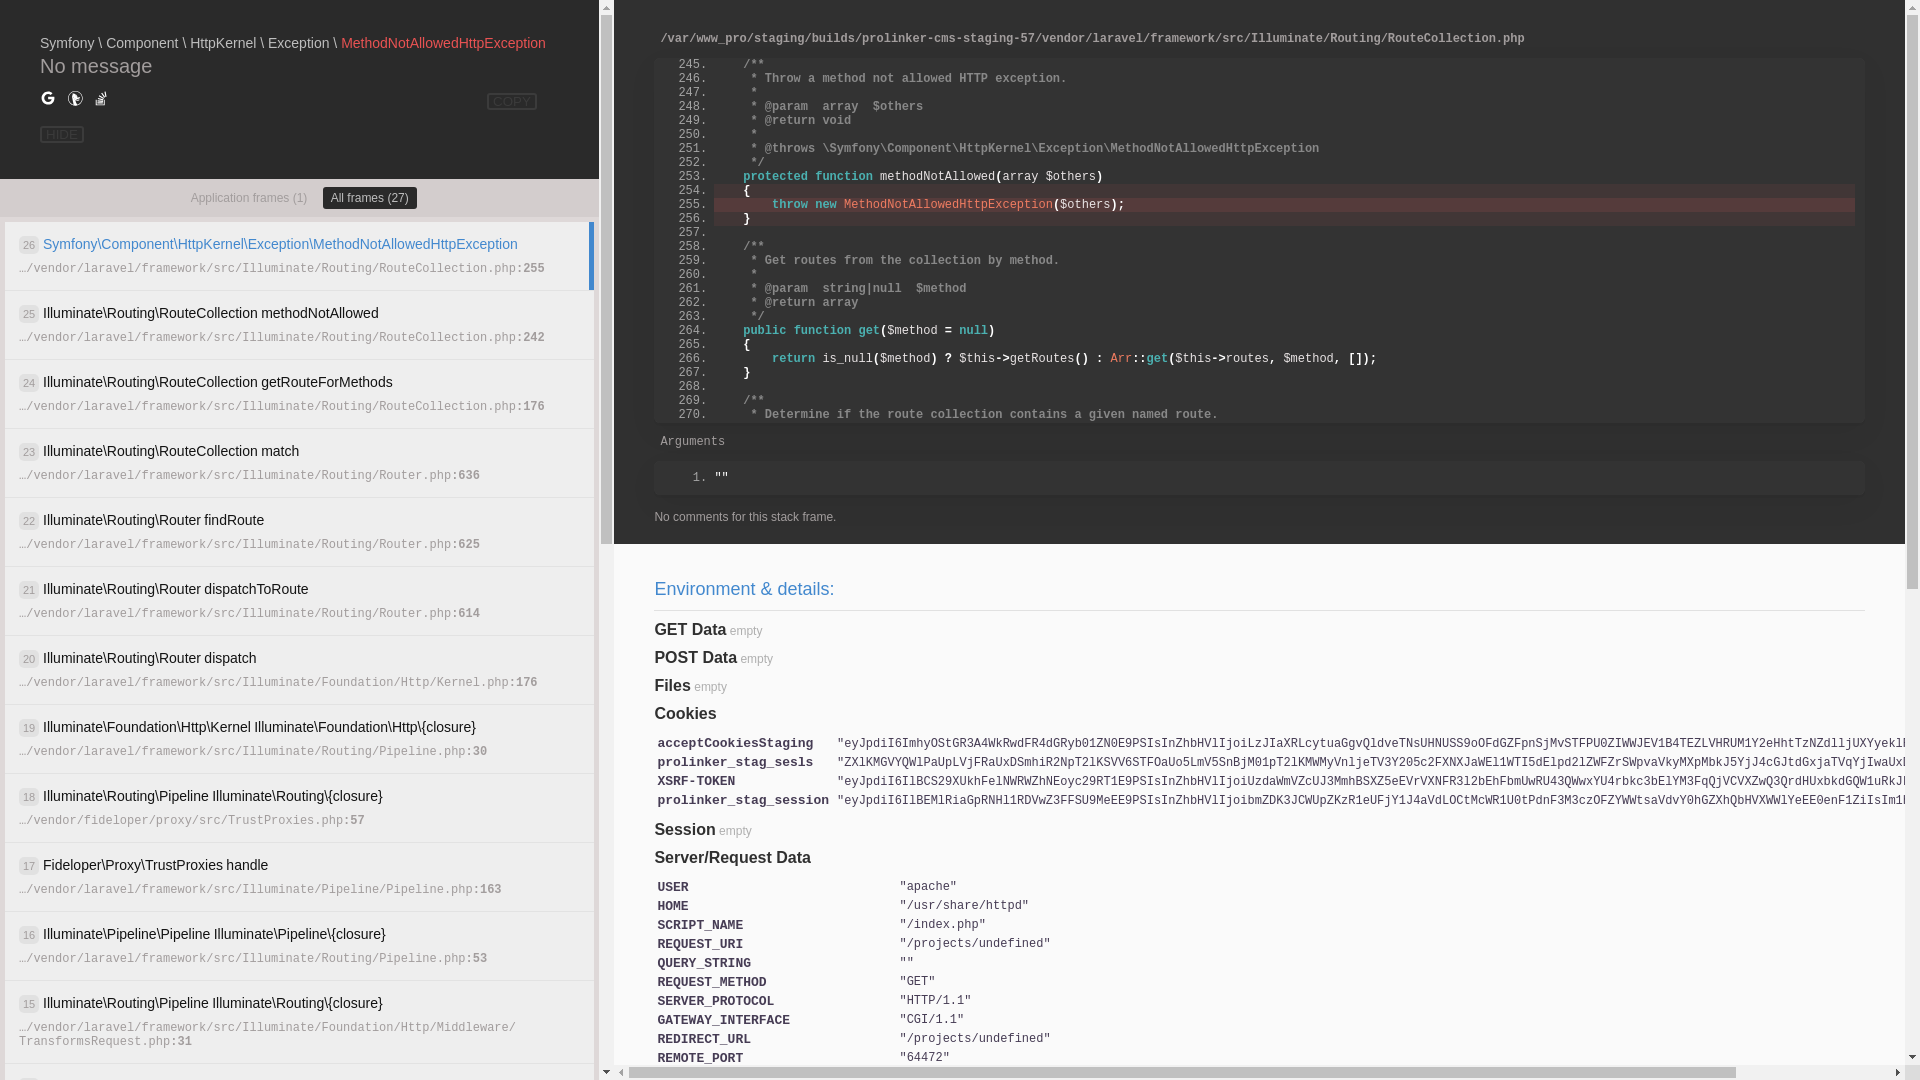 Symfony \ Component \ HttpKernel \ Exception \ MethodNotAllowedHttpException
No message
COPY
HIDE
Application frames (1)
All frames (27)
26 Symfony\Component\HttpKernel\Exception\MethodNotAllowedHttpException
…/vendor/laravel/framework/src/Illuminate/Routing/RouteCollection.php:255
25 Illuminate\Routing\RouteCollection methodNotAllowed
…/vendor/laravel/framework/src/Illuminate/Routing/RouteCollection.php:242
24 Illuminate\Routing\RouteCollection getRouteForMethods
…/vendor/laravel/framework/src/Illuminate/Routing/RouteCollection.php:176
23 Illuminate\Routing\RouteCollection match
…/vendor/laravel/framework/src/Illuminate/Routing/Router.php:636
22 Illuminate\Routing\Router findRoute
…/vendor/laravel/framework/src/Illuminate/Routing/Router.php:625
21 Illuminate\Routing\Router dispatchToRoute
…/vendor/laravel/framework/src/Illuminate/Routing/Router.php:614
20 Illuminate\Routing\Router dispatch
…/vendor/laravel/framework/src/Illuminate/Foundation/Http/Kernel.php:176
19 Illuminate\Foundation\Http\Kernel Illuminate\Foundation\Http\{closure}
…/vendor/laravel/framework/src/Illuminate/Routing/Pipeline.php:30
18 Illuminate\Routing\Pipeline Illuminate\Routing\{closure}
…/vendor/fideloper/proxy/src/TrustProxies.php:57
17 Fideloper\Proxy\TrustProxies handle
…/vendor/laravel/framework/src/Illuminate/Pipeline/Pipeline.php:163
16 Illuminate\Pipeline\Pipeline Illuminate\Pipeline\{closure}
…/vendor/laravel/framework/src/Illuminate/Routing/Pipeline.php:53
15 Illuminate\Routing\Pipeline Illuminate\Routing\{closure}
…/vendor/laravel/framework/src/Illuminate/Foundation/Http/Middleware/
TransformsRequest.php:31
/var/www_pro/staging/builds/prolinker-cms-staging-57/vendor/laravel/framework/src/Illuminate/Routing/RouteCollection.php
245. /**
246. * Throw a method not allowed HTTP exception.
247. *
248. * @param  array  $others
249. * @return void
250. *
251. * @throws \Symfony\Component\HttpKernel\Exception\MethodNotAllowedHttpException
252. */
253. protected function methodNotAllowed(array $others)
254. {
255. throw new MethodNotAllowedHttpException($others);
256. }
257.
258. /**
259. * Get routes from the collection by method.
260. *
261. * @param  string|null  $method
262. * @return array
263. */
264. public function get($method = null)
265. {
266. return is_null($method) ? $this->getRoutes() : Arr::get($this->routes, $method, []);
267. }
268.
269. /**
270. * Determine if the route collection contains a given named route.
Arguments
1. ""
No comments for this stack frame.
Environment & details:
GET Data empty
POST Data empty
Files empty
Cookies
acceptCookiesStaging
prolinker_stag_sesls
XSRF-TOKEN
prolinker_stag_session
Session empty
Server/Request Data
USER "apache"
HOME "/usr/share/httpd"
SCRIPT_NAME "/index.php"
REQUEST_URI "/projects/undefined"
QUERY_STRING ""
REQUEST_METHOD "GET"
SERVER_PROTOCOL "HTTP/1.1"
GATEWAY_INTERFACE "CGI/1.1"
REDIRECT_URL "/projects/undefined"
REMOTE_PORT "64472"